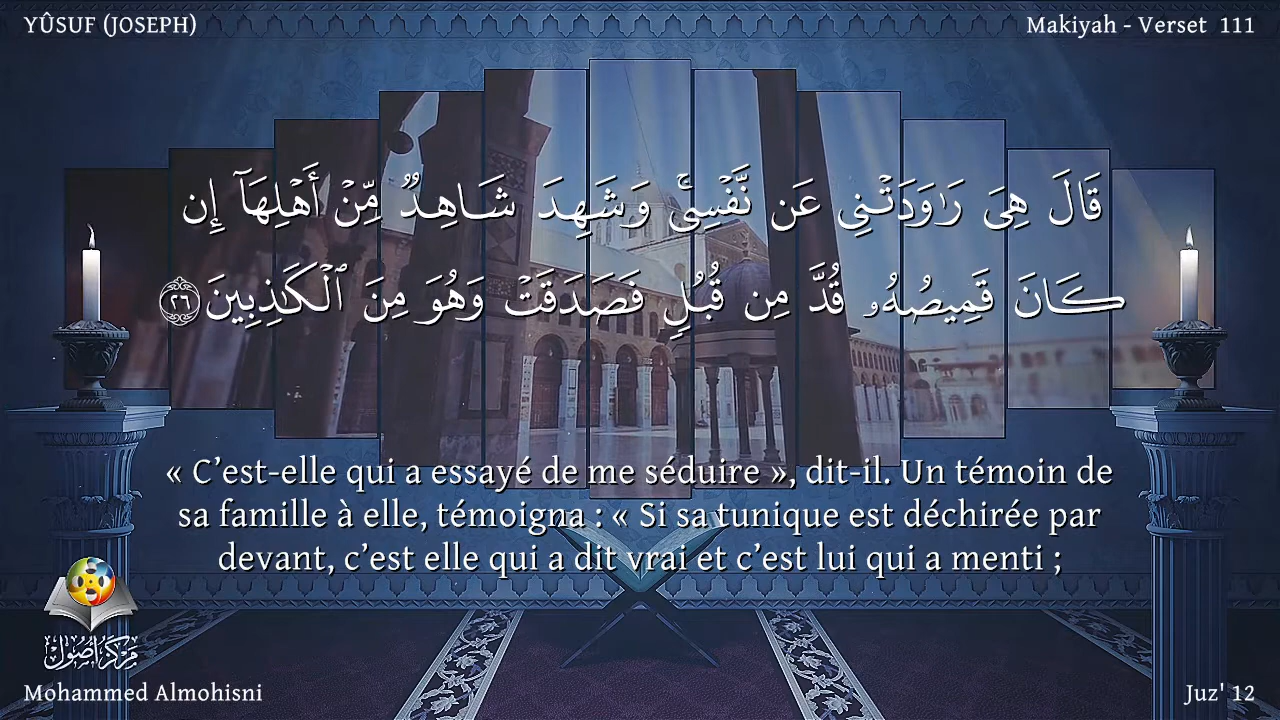 YÛSUF (JOSEPH)
Makiyah - Verset 111
قَالَ هِىَ رَٰوَدَتْنِى عَن نَّفْسِىۚ وَشَهِدَ شَاهِدٌ مِّنْ أَهْلِهَآ إِن
كَانَ قَمِيصُهُۥ قُدَّ مِن قُبُلٍ فَصَدَقَتْ وَهُوَ مِنَ ٱلْكَٰذِبِينَ ٢٦
« C’est-elle qui a essayé de me séduire », dit-il. Un témoin de
sa famille à elle, témoigna : « Si sa tunique est déchirée par
devant, c’est elle qui a dit vrai et c’est lui qui a menti ;
مركز أصول
Mohammed Almohisni
Juz' 12